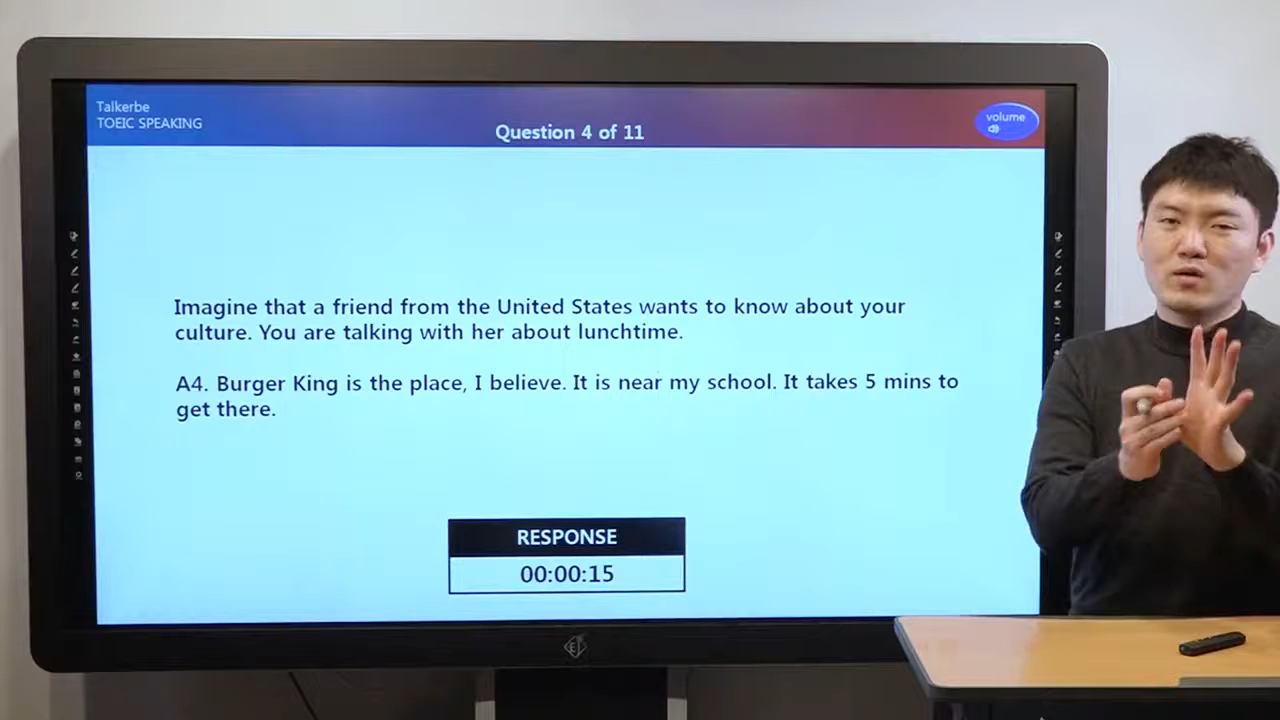 Talkerbe
TOEIC SPEAKING
Question 4 of 11
volume
Imagine that a friend from the United States wants to know about your
culture. You are talking with her about lunchtime.
A4. Burger King is the place, I believe. It is near my school. It takes 5 mins to
get there.
RESPONSE
00:00:15